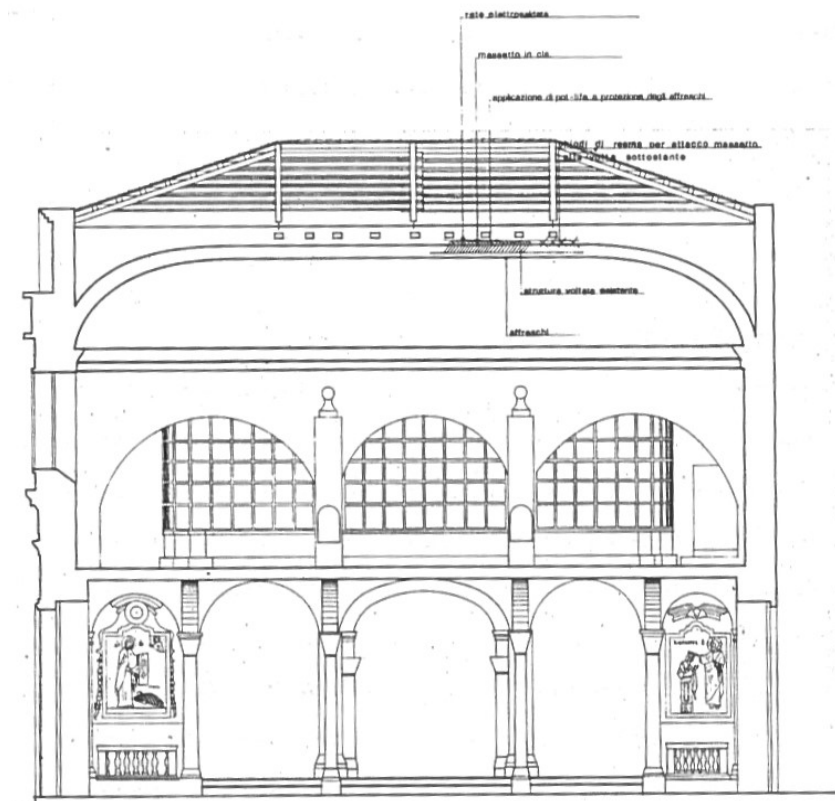 rete elettrosaldata
massetto in cls.
applicazione di pol-life a protezione degli affreschi
chiodi di resina per attacco massetto
alla volta sottostante
struttura voltata esistente
affreschi